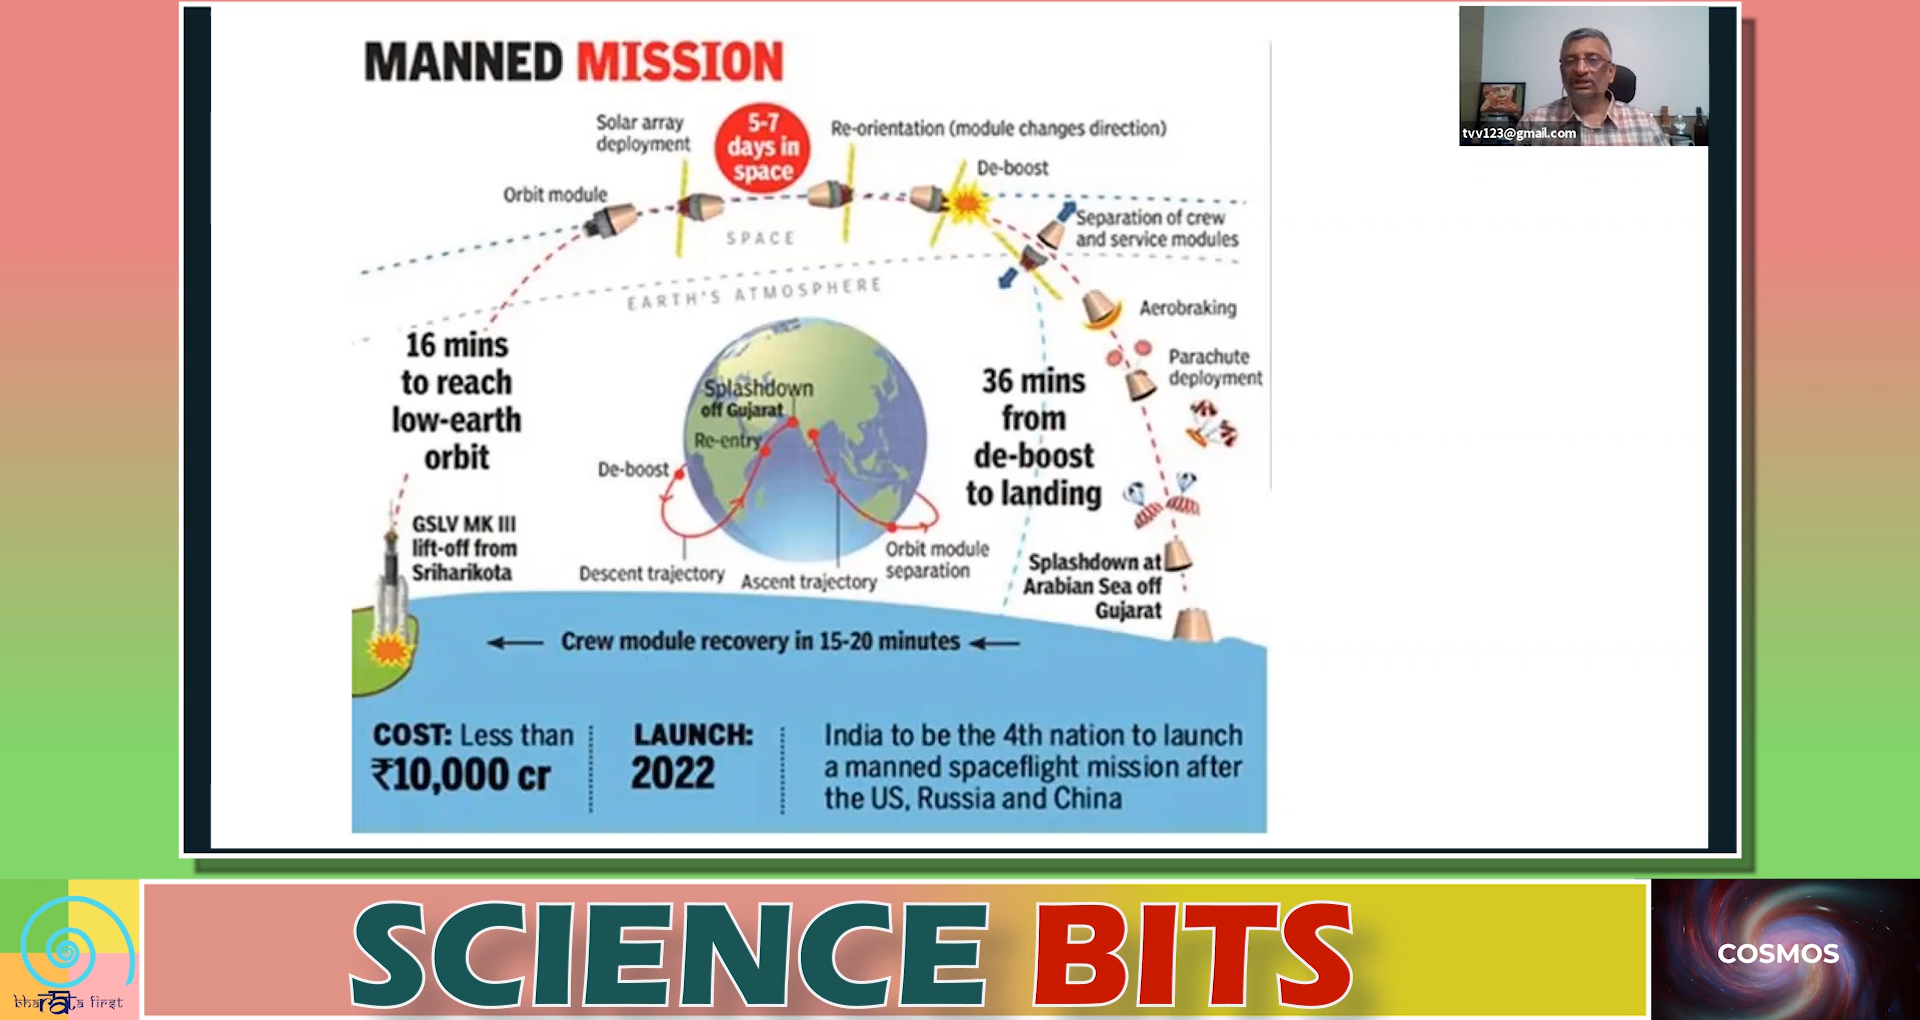 MANNED MISSION
tvv123@gmail.com
Solar array
deployment
5-7
days in
space
Re-orientation (module changes direction)
De-boost
Orbit module
Separation of crew
and service modules
SPACE
EARTH'S ATMOSPHERE
Aerobraking
16 mins
to reach
low-earth
orbit
Parachute
deployment
36 mins
from
de-boost
to landing
Splashdown
off Gujarat
Re-entry
De-boost
GSLV MK III
lift-off from
Sriharikota
Orbit module
separation
Descent trajectory
Ascent trajectory
Splashdown at
Arabian Sea off
Gujarat
Crew module recovery in 15-20 minutes
COST: Less than
₹10,000 cr
LAUNCH:
2022
India to be the 4th nation to launch
a manned spaceflight mission after
the US, Russia and China
SCIENCE BITS
COSMOS